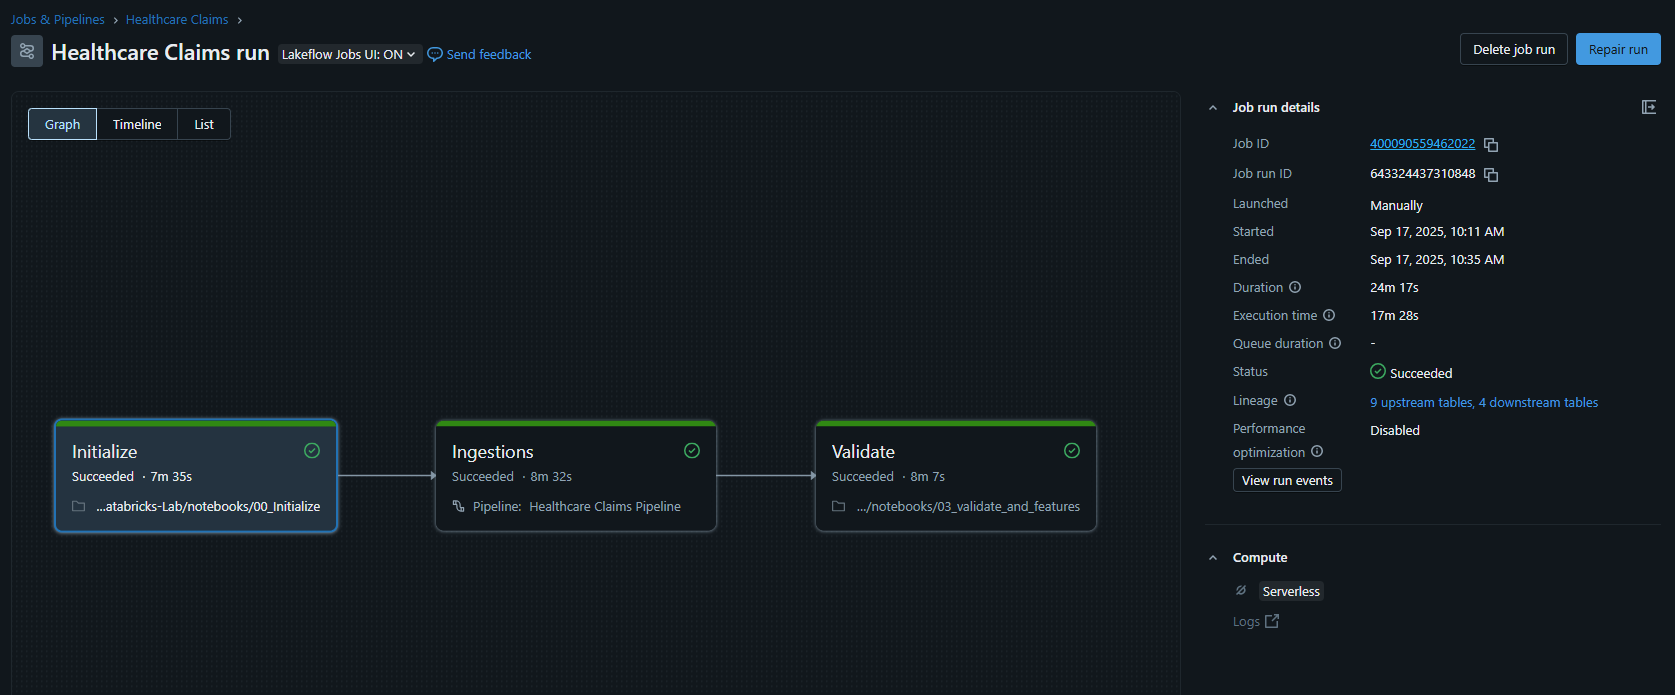 Jobs & Pipelines › Healthcare Claims ›
Healthcare Claims run Lakeflow Jobs UI: ON Send feedback
Delete job run Repair run
Graph Timeline List
Initialize
Succeeded · 7m 35s
...atabricks-Lab/notebooks/00_Initialize
Ingestions
Succeeded · 8m 32s
Pipeline: Healthcare Claims Pipeline
Validate
Succeeded · 8m 7s
.../notebooks/03_validate_and_features
Job run details
Job ID 400090559462022
Job run ID 643324437310848
Launched Manually
Started Sep 17, 2025, 10:11 AM
Ended Sep 17, 2025, 10:35 AM
Duration 24m 17s
Execution time 17m 28s
Queue duration -
Status Succeeded
Lineage 9 upstream tables, 4 downstream tables
Performance optimization Disabled
View run events
Compute
Serverless
Logs